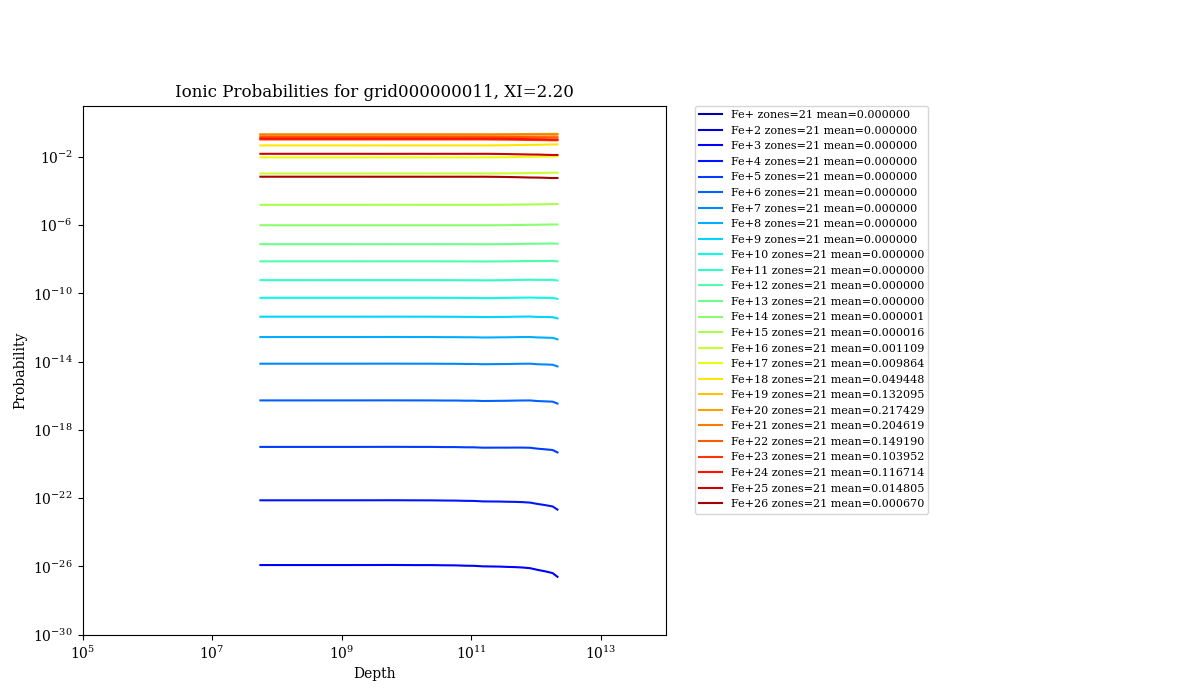 Ionic Probabilities for grid000000011, XI=2.20
Probability
10^-2
10^-6
10^-10
10^-14
10^-18
10^-22
10^-26
10^-30
10^5
10^7
10^9
10^11
10^13
Depth
Fe+ zones=21 mean=0.000000
Fe+2 zones=21 mean=0.000000
Fe+3 zones=21 mean=0.000000
Fe+4 zones=21 mean=0.000000
Fe+5 zones=21 mean=0.000000
Fe+6 zones=21 mean=0.000000
Fe+7 zones=21 mean=0.000000
Fe+8 zones=21 mean=0.000000
Fe+9 zones=21 mean=0.000000
Fe+10 zones=21 mean=0.000000
Fe+11 zones=21 mean=0.000000
Fe+12 zones=21 mean=0.000000
Fe+13 zones=21 mean=0.000000
Fe+14 zones=21 mean=0.000001
Fe+15 zones=21 mean=0.000016
Fe+16 zones=21 mean=0.001109
Fe+17 zones=21 mean=0.009864
Fe+18 zones=21 mean=0.049448
Fe+19 zones=21 mean=0.132095
Fe+20 zones=21 mean=0.217429
Fe+21 zones=21 mean=0.204619
Fe+22 zones=21 mean=0.149190
Fe+23 zones=21 mean=0.103952
Fe+24 zones=21 mean=0.116714
Fe+25 zones=21 mean=0.014805
Fe+26 zones=21 mean=0.000670